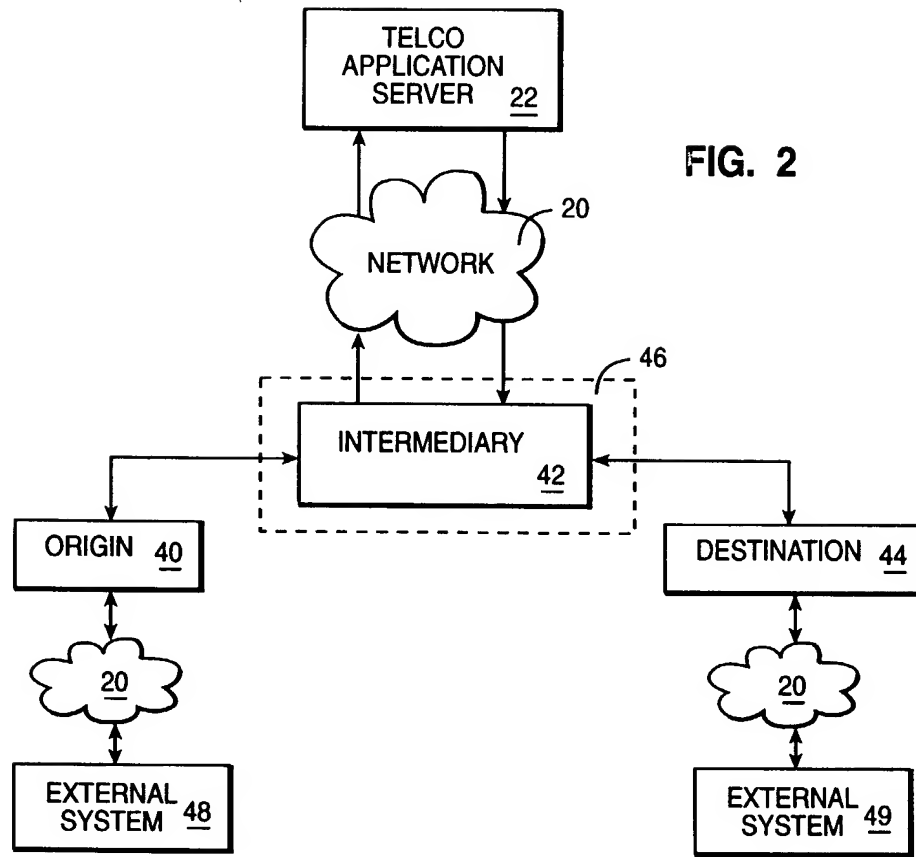 TELCO
APPLICATION
SERVER 22
FIG. 2
20
NETWORK
46
INTERMEDIARY
42
ORIGIN 40
DESTINATION 44
20
20
EXTERNAL
SYSTEM 48
EXTERNAL
SYSTEM 49